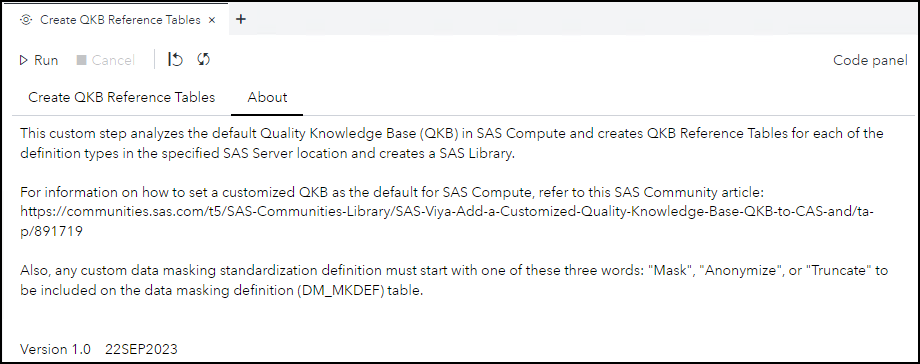 Create QKB Reference Tables × +
Run Cancel Code panel
Create QKB Reference Tables About
This custom step analyzes the default Quality Knowledge Base (QKB) in SAS Compute and creates QKB Reference Tables for each of the
definition types in the specified SAS Server location and creates a SAS Library.
For information on how to set a customized QKB as the default for SAS Compute, refer to this SAS Community article:
https://communities.sas.com/t5/SAS-Communities-Library/SAS-Viya-Add-a-Customized-Quality-Knowledge-Base-QKB-to-CAS-and/ta-
p/891719
Also, any custom data masking standardization definition must start with one of these three words: "Mask", "Anonymize", or "Truncate" to
be included on the data masking definition (DM_MKDEF) table.
Version 1.0 22SEP2023